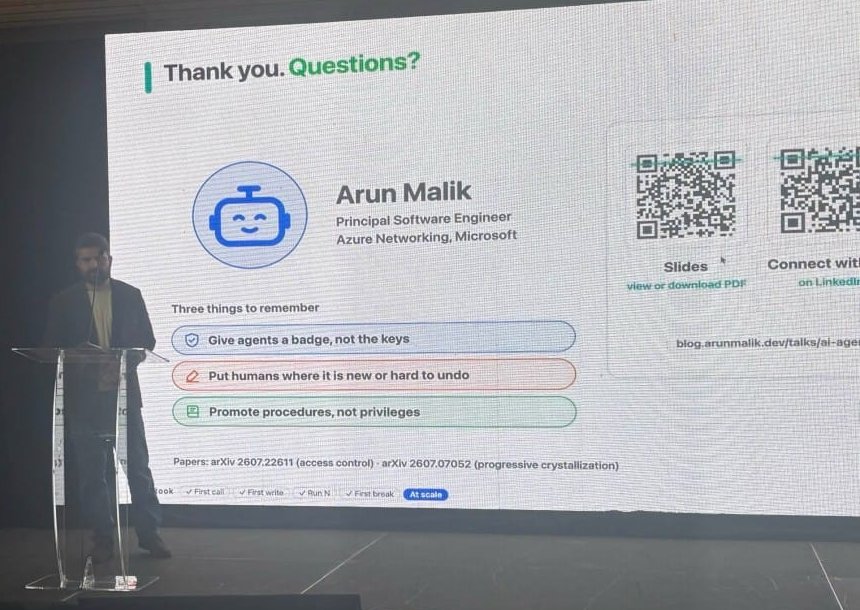 Thank you. Questions?
Arun Malik
Principal Software Engineer
Azure Networking, Microsoft
Three things to remember
Give agents a badge, not the keys
Put humans where it is new or hard to undo
Promote procedures, not privileges
Papers: arXiv 2607.22611 (access control) · arXiv 2607.07052 (progressive crystallization)
✓ First call ✓ First write ✓ Run N ✓ First break At scale
Slides
view or download PDF
Connect
on
blog.arunmalik.dev/talks/